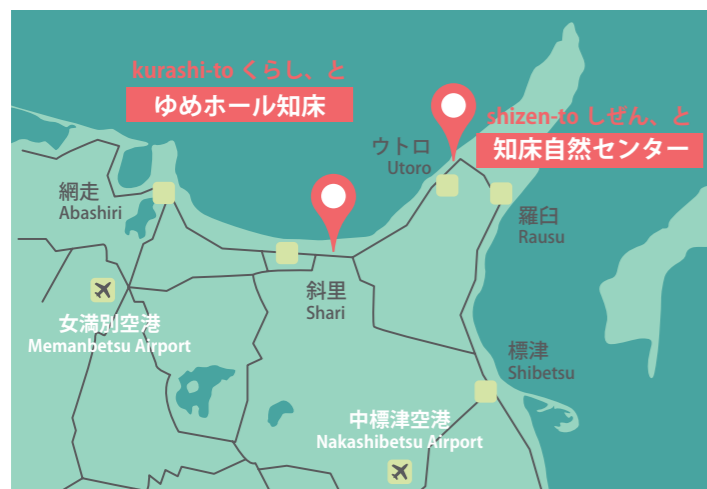 kurashi-to くらし、と
ゆめホール知床
shizen-to しぜん、と
知床自然センター
ウトロ
Utoro
網走
Abashiri
羅臼
Rausu
斜里
Shari
女満別空港
Memanbetsu Airport
標津
Shibetsu
中標津空港
Nakashibetsu Airport